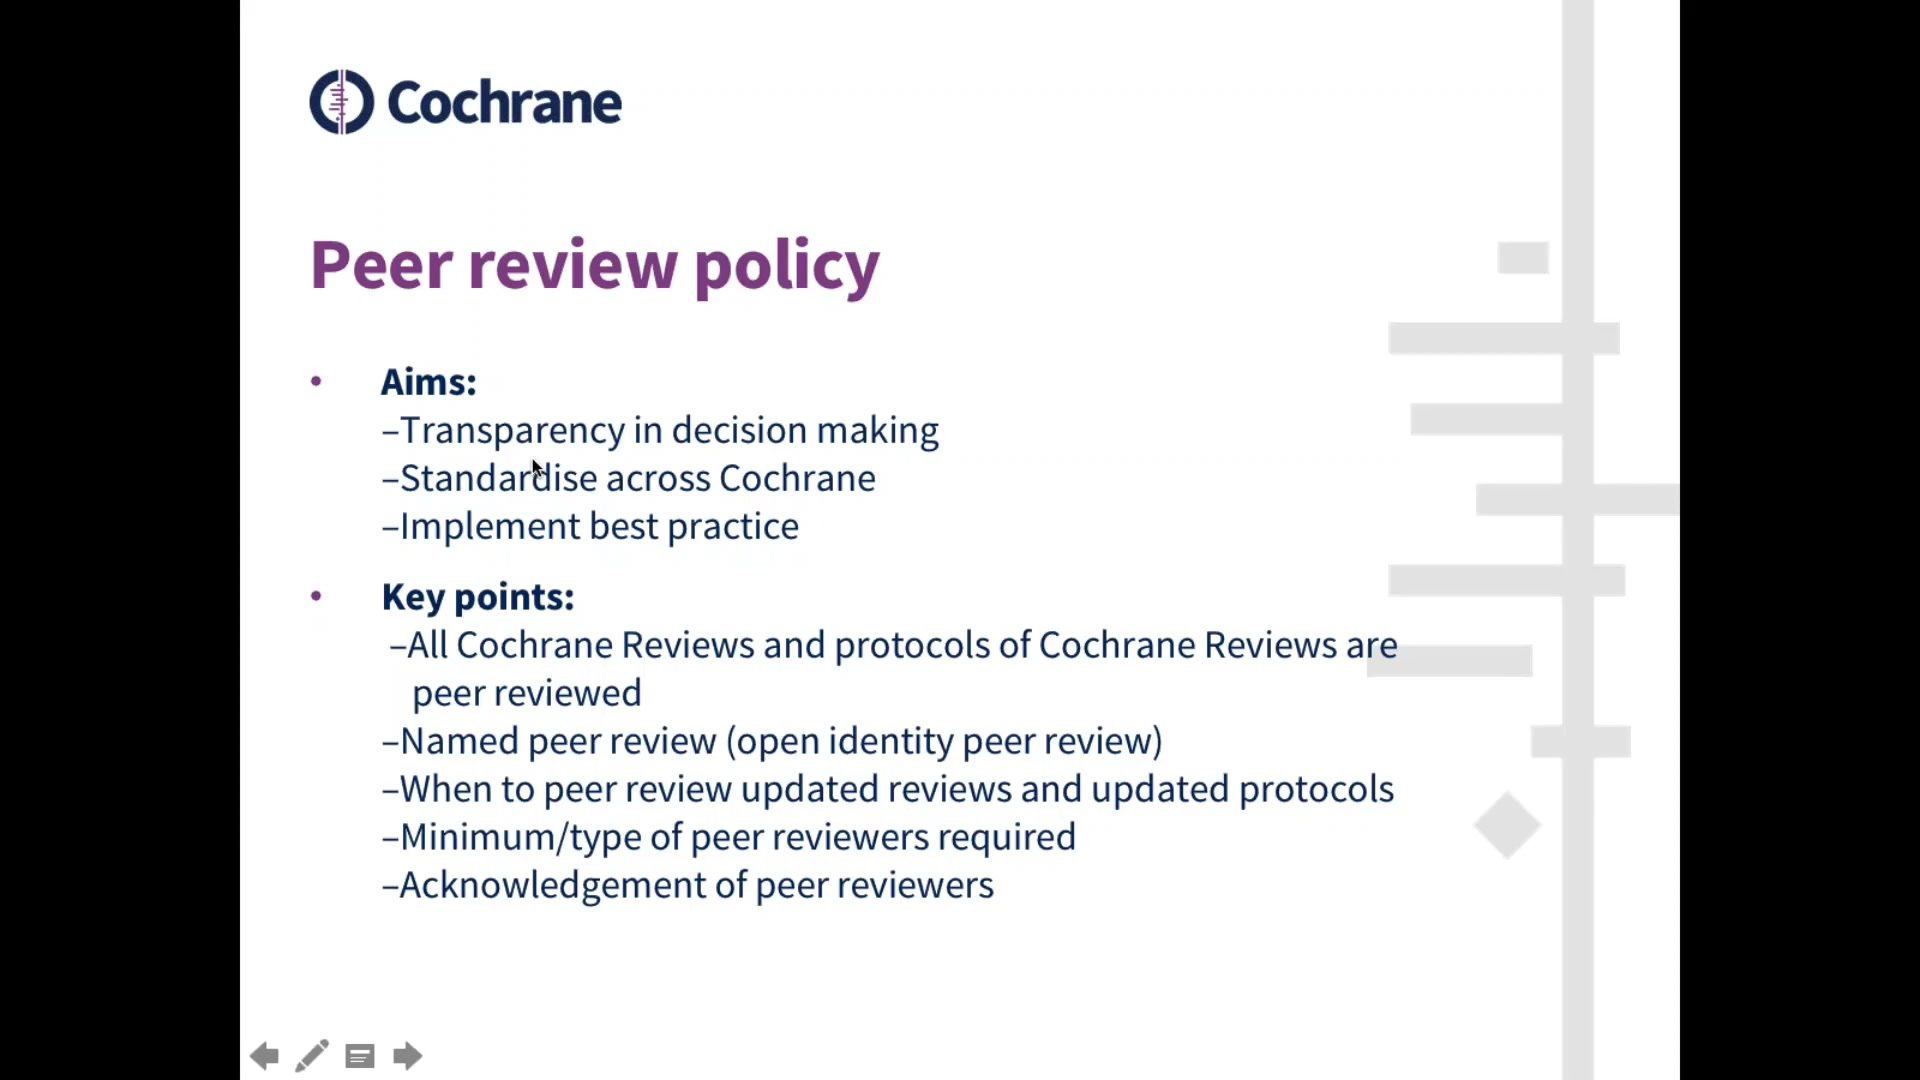 Cochrane
Peer review policy
• Aims:
–Transparency in decision making
–Standardise across Cochrane
–Implement best practice
• Key points:
–All Cochrane Reviews and protocols of Cochrane Reviews are
peer reviewed
–Named peer review (open identity peer review)
–When to peer review updated reviews and updated protocols
–Minimum/type of peer reviewers required
–Acknowledgement of peer reviewers